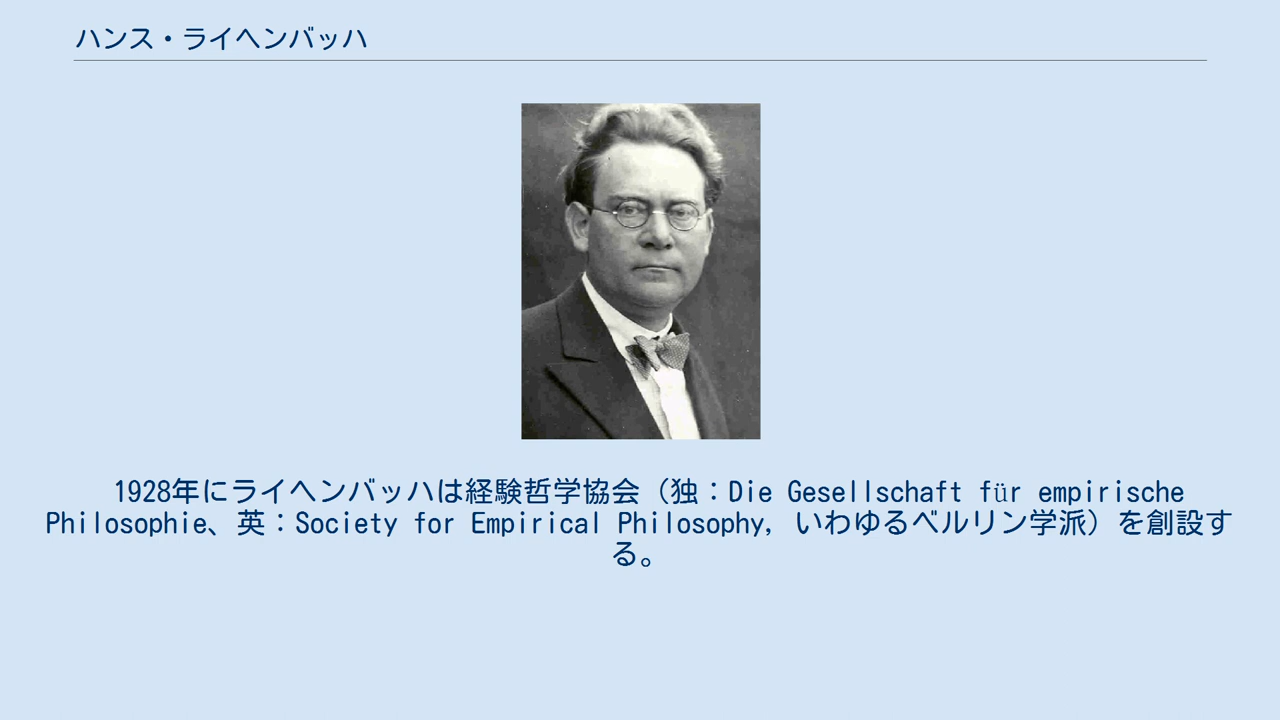 ハンス・ライヘンバッハ
1928年にライヘンバッハは経験哲学協会（独：Die Gesellschaft für empirische
Philosophie、英：Society for Empirical Philosophy, いわゆるベルリン学派）を創設す
る。